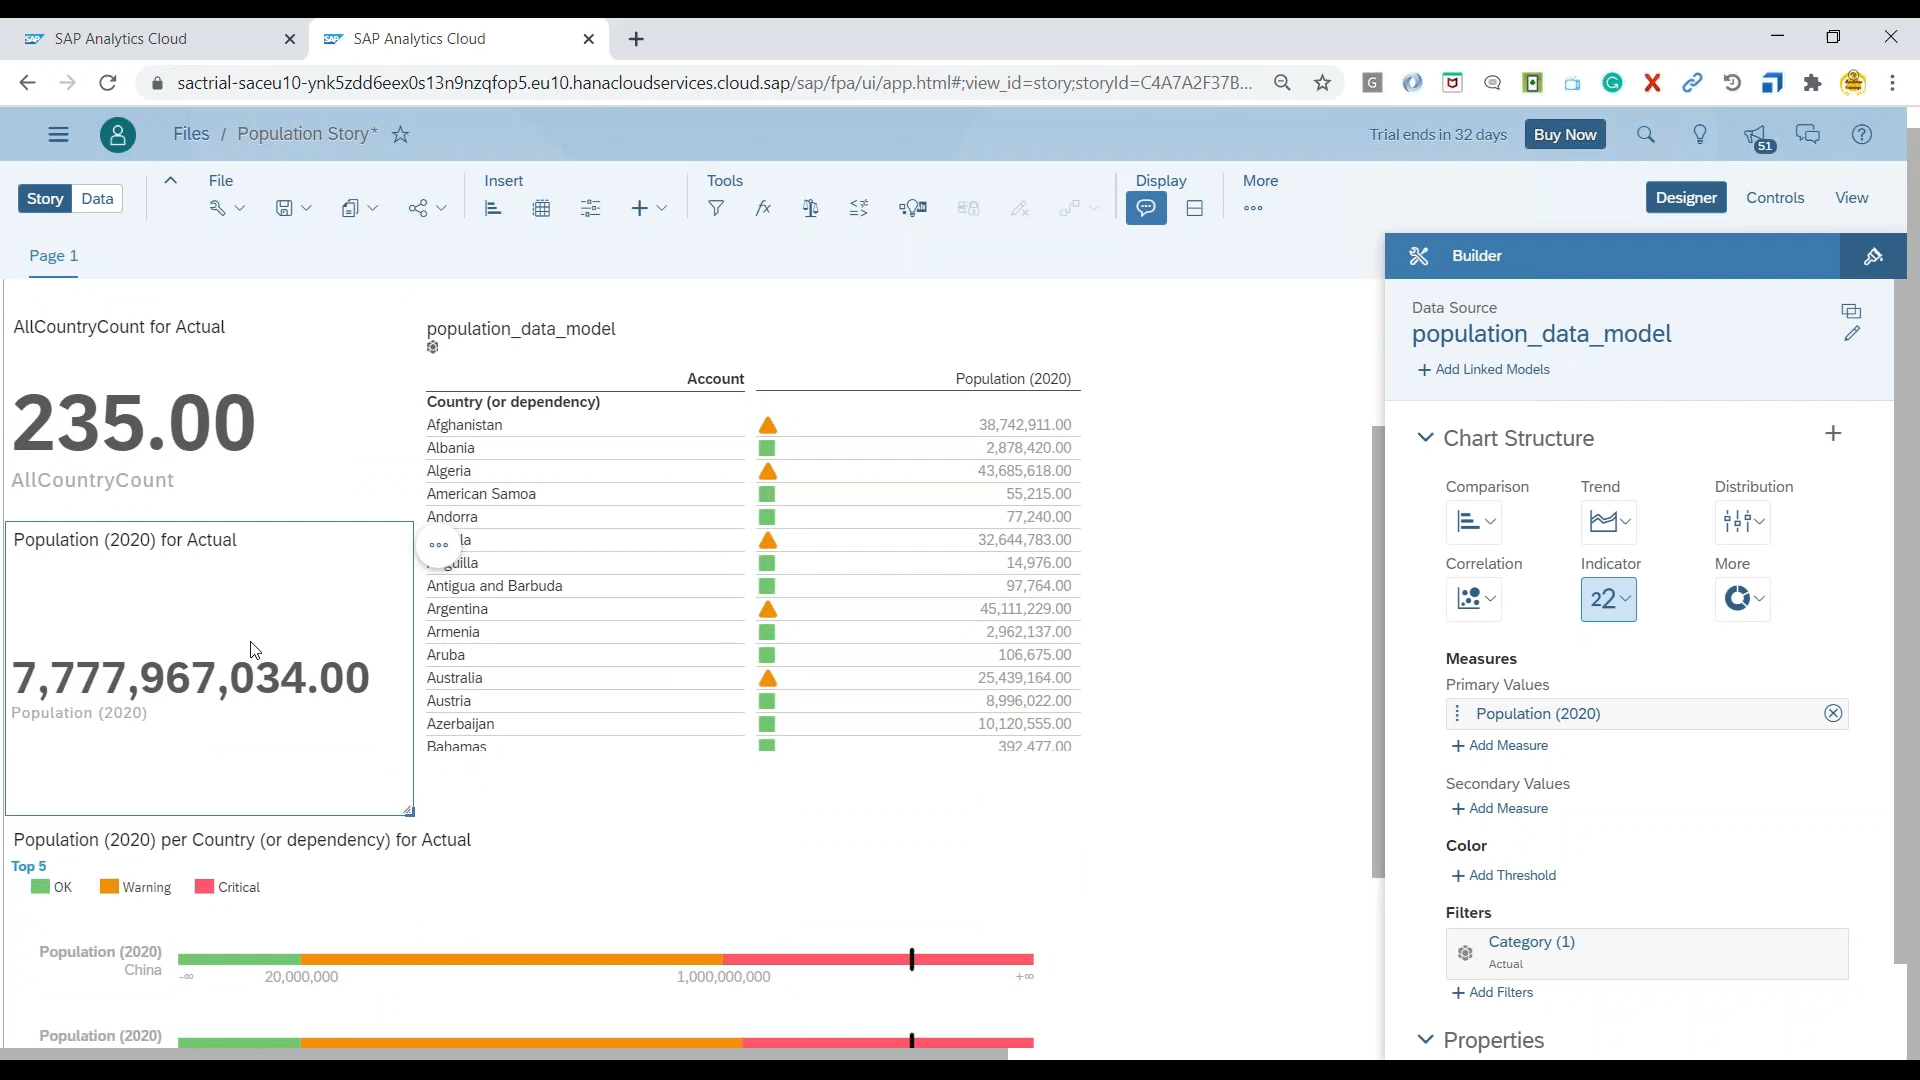 SAP Analytics Cloud
SAP Analytics Cloud
sactrial-saceu10-ynk5zdd6eex0s13n9nzqfop5.eu10.hanacloudservices.cloud.sap/sap/fpa/ui/app.html#;view_id=story;storyId=C4A7A2F37B...
Files / Population Story*
Trial ends in 32 days
Buy Now
51
Story Data
File
Insert
Tools
Display
More
Designer
Controls
View
Page 1
Builder
AllCountryCount for Actual
235.00
AllCountryCount
Population (2020) for Actual
7,777,967,034.00
Population (2020)
population_data_model
Account Population (2020)
Country (or dependency)
Afghanistan 38,742,911.00
Albania 2,878,420.00
Algeria 43,685,618.00
American Samoa 55,215.00
Andorra 77,240.00
la 32,644,783.00
guilla 14,976.00
Antigua and Barbuda 97,764.00
Argentina 45,111,229.00
Armenia 2,962,137.00
Aruba 106,675.00
Australia 25,439,164.00
Austria 8,996,022.00
Azerbaijan 10,120,555.00
Bahamas 392,477.00
Population (2020) per Country (or dependency) for Actual
Top 5
OK Warning Critical
Population (2020)
China
-∞ 20,000,000 1,000,000,000 +∞
Population (2020)
Data Source
population_data_model
+ Add Linked Models
Chart Structure
Comparison Trend Distribution
Correlation Indicator More
22
Measures
Primary Values
Population (2020)
+ Add Measure
Secondary Values
+ Add Measure
Color
+ Add Threshold
Filters
Category (1)
Actual
+ Add Filters
Properties